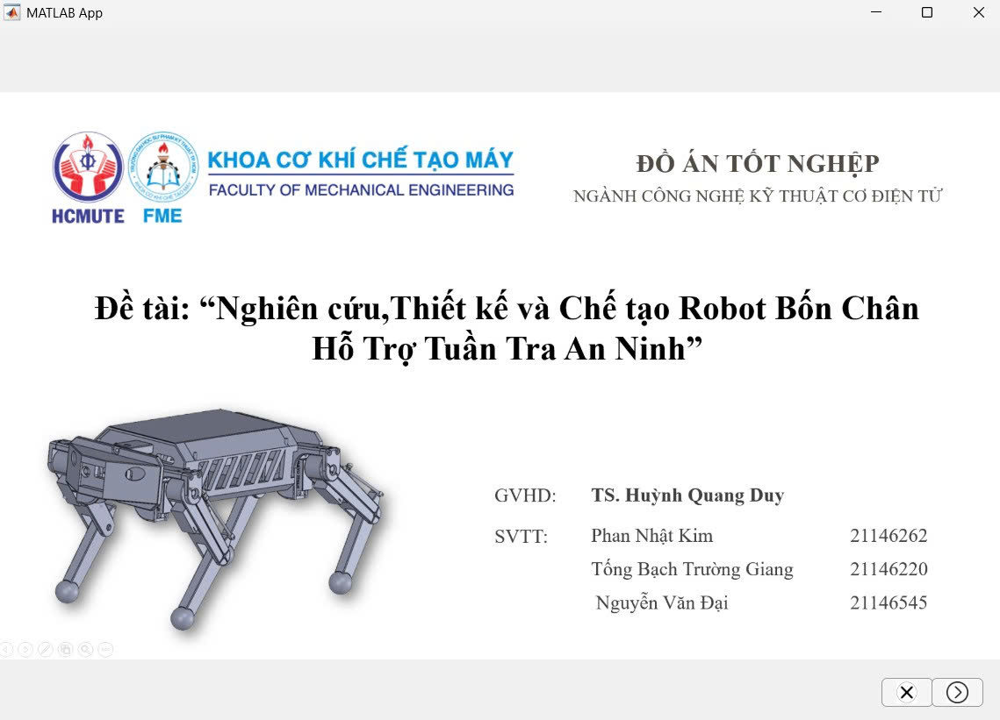 MATLAB App
KHOA CƠ KHÍ CHẾ TẠO MÁY
FACULTY OF MECHANICAL ENGINEERING
HCMUTE
FME
ĐỒ ÁN TỐT NGHỆP
NGÀNH CÔNG NGHỆ KỸ THUẬT CƠ ĐIỆN TỬ
Đề tài: “Nghiên cứu,Thiết kế và Chế tạo Robot Bốn Chân
Hỗ Trợ Tuần Tra An Ninh”
GVHD: TS. Huỳnh Quang Duy
SVTT: Phan Nhật Kim 21146262
Tống Bạch Trường Giang 21146220
Nguyễn Văn Đại 21146545